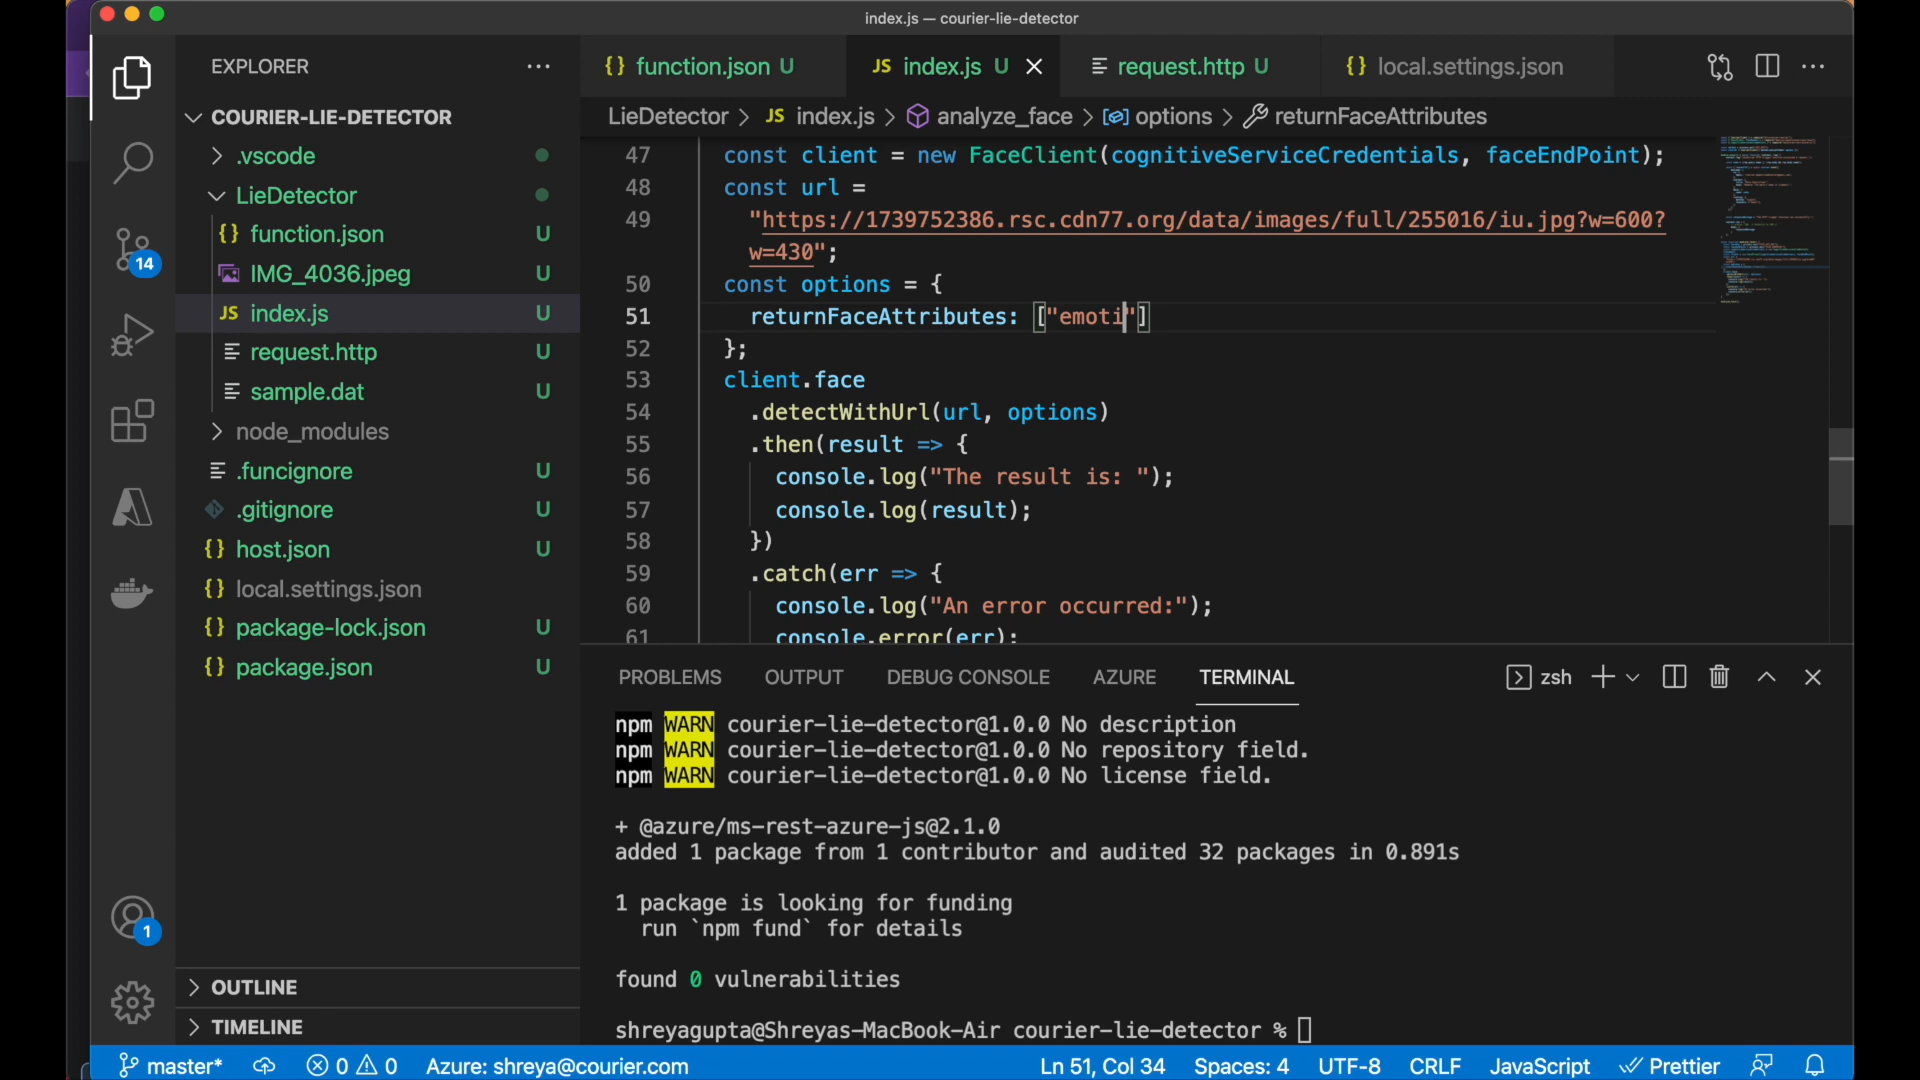 index.js — courier-lie-detector
EXPLORER
COURIER-LIE-DETECTOR
.vscode
LieDetector
{} function.json U
IMG_4036.jpeg U
JS index.js U
request.http U
sample.dat U
node_modules
.funcignore U
.gitignore U
{} host.json U
{} local.settings.json
{} package-lock.json U
{} package.json U
OUTLINE
TIMELINE
14
1
{} function.json U
JS index.js U
request.http U
{} local.settings.json
LieDetector > JS index.js > analyze_face > options > returnFaceAttributes
47 const client = new FaceClient(cognitiveServiceCredentials, faceEndPoint);
48 const url =
49 "https://1739752386.rsc.cdn77.org/data/images/full/255016/iu.jpg?w=600?
w=430";
50 const options = {
51 returnFaceAttributes: ["emoti"]
52 };
53 client.face
54 .detectWithUrl(url, options)
55 .then(result => {
56 console.log("The result is: ");
57 console.log(result);
58 })
59 .catch(err => {
60 console.log("An error occurred:");
61 console.error(err);
PROBLEMS OUTPUT DEBUG CONSOLE AZURE TERMINAL zsh
npm WARN courier-lie-detector@1.0.0 No description
npm WARN courier-lie-detector@1.0.0 No repository field.
npm WARN courier-lie-detector@1.0.0 No license field.
+ @azure/ms-rest-azure-js@2.1.0
added 1 package from 1 contributor and audited 32 packages in 0.891s
1 package is looking for funding
run `npm fund` for details
found 0 vulnerabilities
shreyagupta@Shreyas-MacBook-Air courier-lie-detector %
master* 0 0 Azure: shreya@courier.com Ln 51, Col 34 Spaces: 4 UTF-8 CRLF JavaScript Prettier